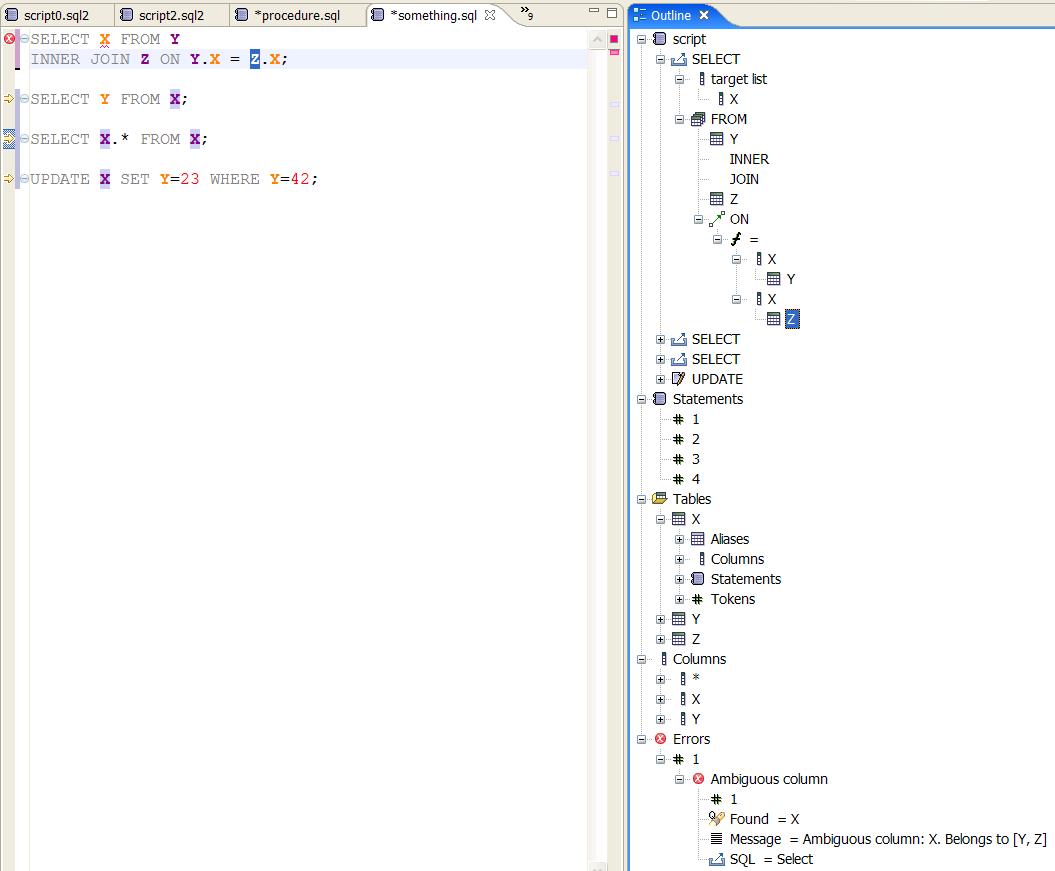 script0.sql2 script2.sql2 *procedure.sql *something.sql 9
SELECT X FROM Y
INNER JOIN Z ON Y.X = Z.X;
SELECT Y FROM X;
SELECT X.* FROM X;
UPDATE X SET Y=23 WHERE Y=42;
Outline
script
SELECT
target list
X
FROM
Y
INNER
JOIN
Z
ON
=
X
Y
X
Z
SELECT
SELECT
UPDATE
Statements
1
2
3
4
Tables
X
Aliases
Columns
Statements
Tokens
Y
Z
Columns
*
X
Y
Errors
1
Ambiguous column
1
Found = X
Message = Ambiguous column: X. Belongs to [Y, Z]
SQL = Select